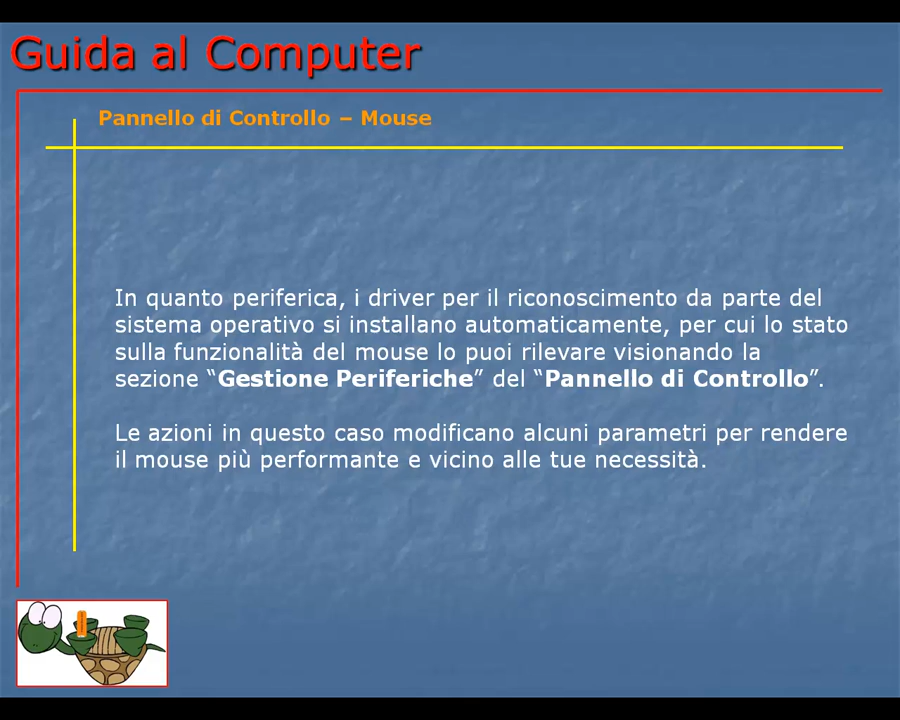 Guida al Computer
Pannello di Controllo – Mouse
In quanto periferica, i driver per il riconoscimento da parte del
sistema operativo si installano automaticamente, per cui lo stato
sulla funzionalità del mouse lo puoi rilevare visionando la
sezione “Gestione Periferiche” del “Pannello di Controllo”.
Le azioni in questo caso modificano alcuni parametri per rendere
il mouse più performante e vicino alle tue necessità.